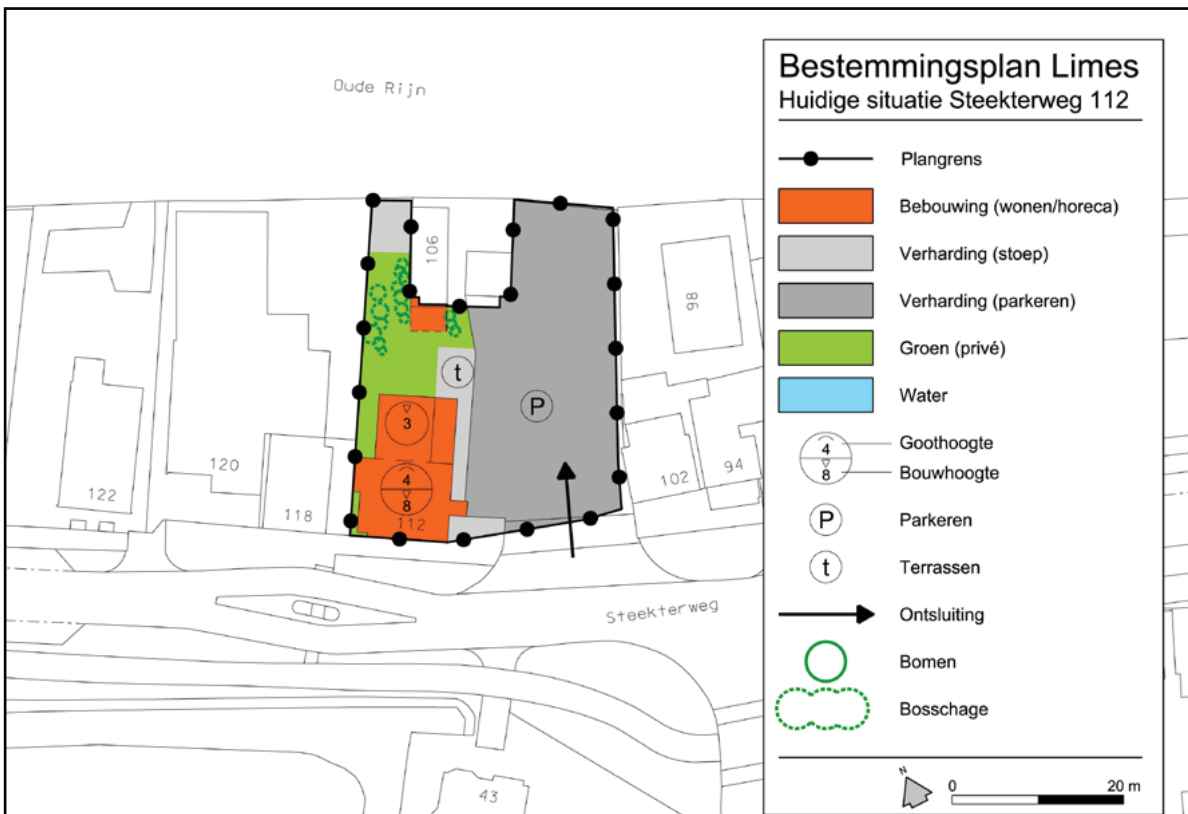 Oude Rijn
106
98
t
P
3
4
8
112
120
122
118
102
94
Steekterweg
43
Bestemmingsplan Limes
Huidige situatie Steekterweg 112
Plangrens
Bebouwing (wonen/horeca)
Verharding (stoep)
Verharding (parkeren)
Groen (privé)
Water
4
8
Goothoogte
Bouwhoogte
P
Parkeren
t
Terrassen
Ontsluiting
Bomen
Bosschage
N
0
20 m